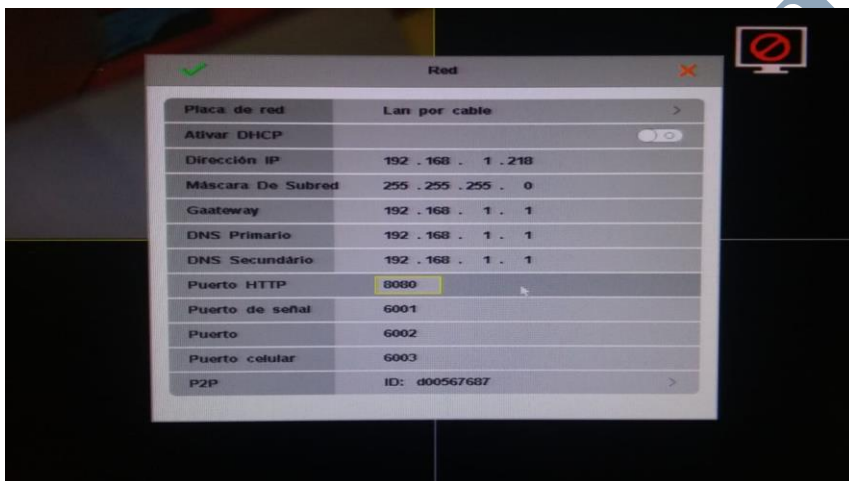 Red
Placa de red Lan por cable >
Ativar DHCP
Dirección IP 192 . 168 . 1 . 218
Máscara De Subred 255 . 255 . 255 . 0
Gaateway 192 . 168 . 1 . 1
DNS Primario 192 . 168 . 1 . 1
DNS Secundário 192 . 168 . 1 . 1
Puerto HTTP 8080
Puerto de señal 6001
Puerto 6002
Puerto celular 6003
P2P ID: d00567687 >